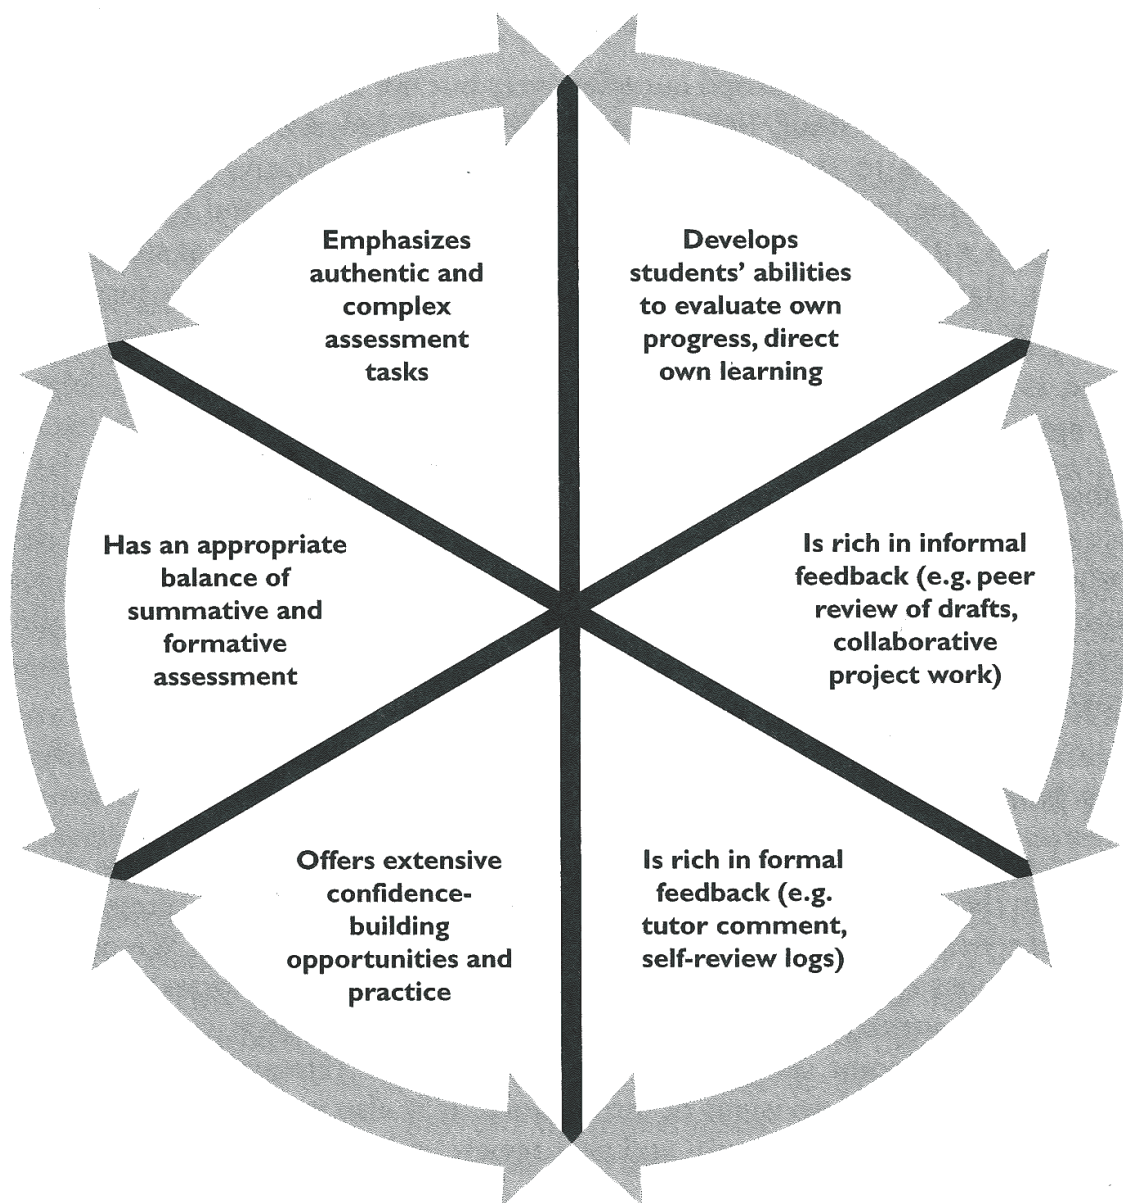 Emphasizes
authentic and
complex
assessment
tasks
Develops
students’ abilities
to evaluate own
progress, direct
own learning
Has an appropriate
balance of
summative and
formative
assessment
Is rich in informal
feedback (e.g. peer
review of drafts,
collaborative
project work)
Offers extensive
confidence-
building
opportunities and
practice
Is rich in formal
feedback (e.g.
tutor comment,
self-review logs)